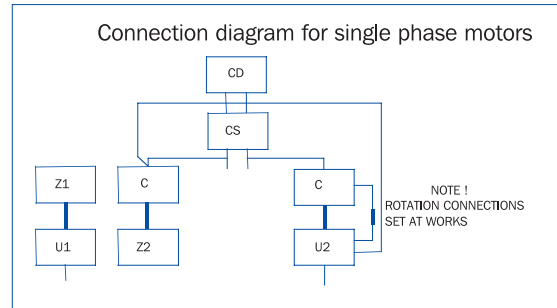 Connection diagram for single phase motors
CD
CS
Z1
C
C
NOTE !
ROTATION CONNECTIONS
SET AT WORKS
U1
Z2
U2